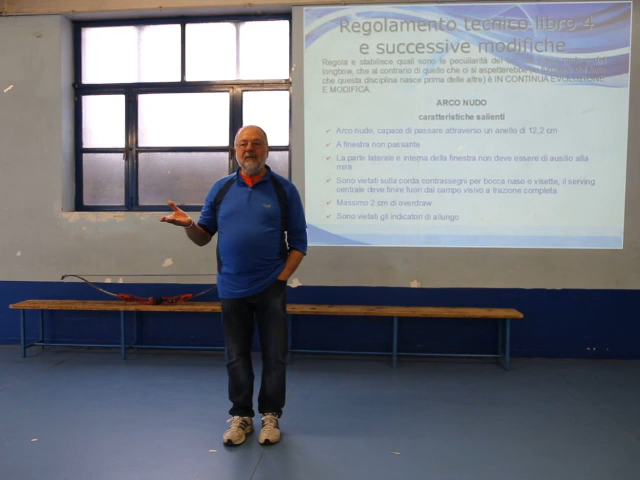 Regolamento tecnico libro 4
e successive modifiche
Regola e stabilisce quali sono le peculiarità
longbow, che al contrario di quello che ci si aspetterebbe
che questa disciplina nasce prima delle altre) è IN CONTINUA EVOLUZIONE
E MODIFICA.
ARCO NUDO
caratteristiche salienti
Arco nudo, capace di passare attraverso un anello di 12,2 cm
A finestra non passante
La parte laterale e interna della finestra non deve essere di ausilio alla
mira
Sono vietati sulla corda contrassegni per bocca naso e visette, il serving
centrale deve finire fuori dal campo visivo a trazione completa
Massimo 2 cm di overdraw
Sono vietati gli indicatori di allungo